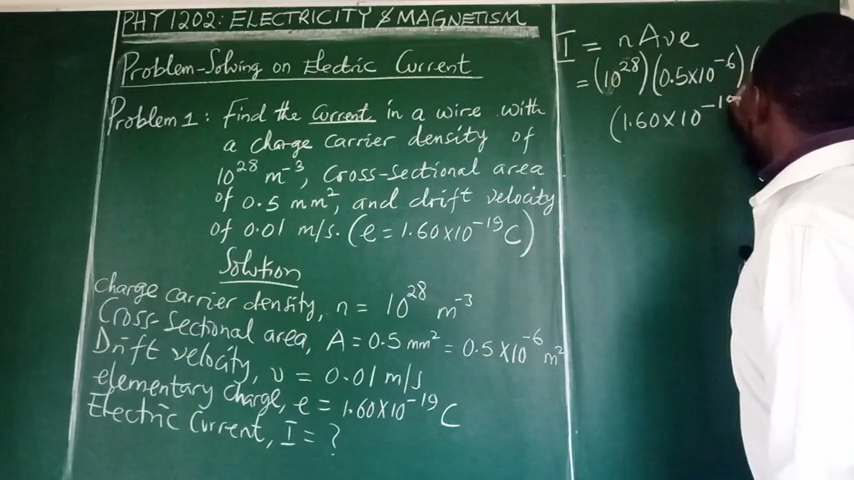 PHY 1202: ELECTRICITY & MAGNETISM
Problem-Solving on Electric Current
Problem 1: Find the Current in a wire with
a charge carrier density of
10²⁸ m⁻³, Cross-sectional area
of 0.5 mm², and drift velocity
of 0.01 m/s. (e = 1.60×10⁻¹⁹C)
Solution
Charge carrier density, n = 10²⁸ m⁻³
Cross-Sectional area, A = 0.5 mm² = 0.5×10⁻⁶ m²
Drift velocity, v = 0.01 m/s
elementary charge, e = 1.60×10⁻¹⁹ C
Electric Current, I = ?
I = nAve
= (10²⁸)(0.5×10⁻⁶)(
(1.60×10⁻¹